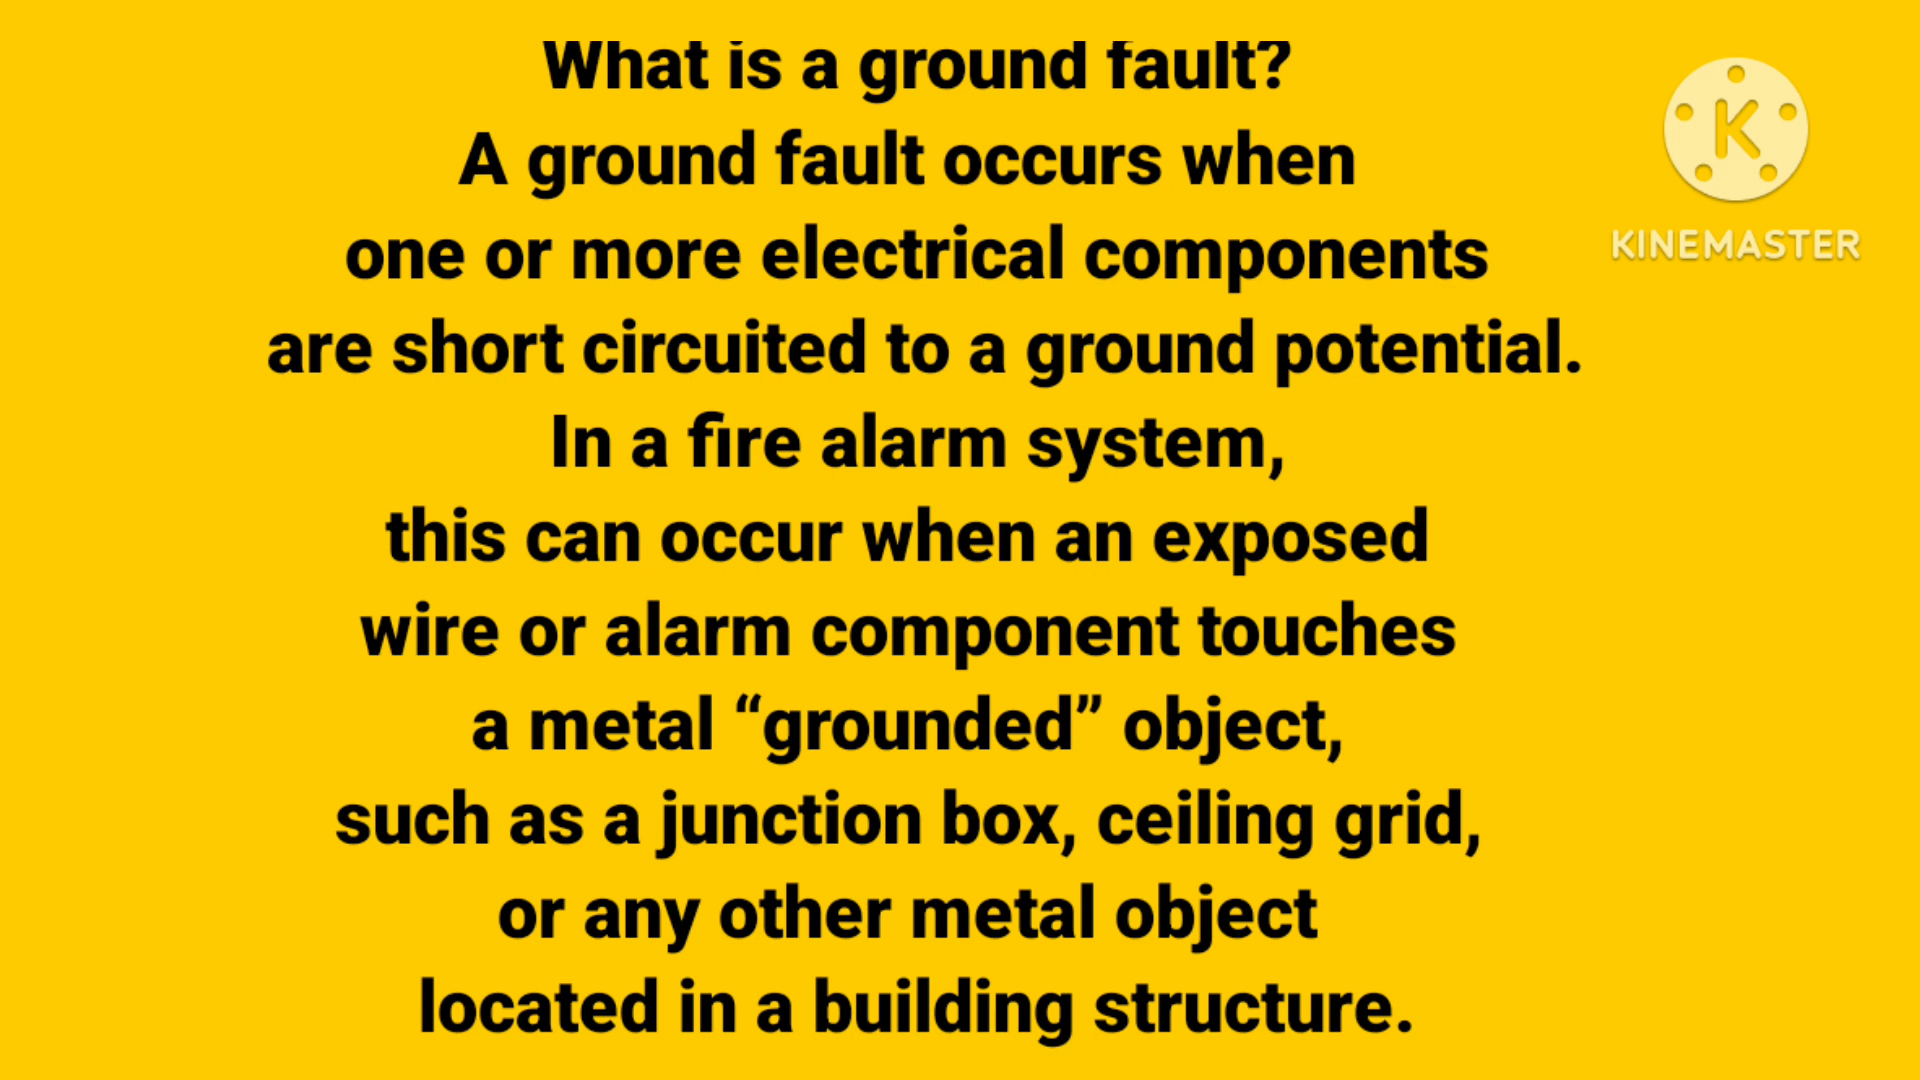 What is a ground fault?
A ground fault occurs when
one or more electrical components
are short circuited to a ground potential.
In a fire alarm system,
this can occur when an exposed
wire or alarm component touches
a metal “grounded” object,
such as a junction box, ceiling grid,
or any other metal object
located in a building structure.
K
KINEMASTER